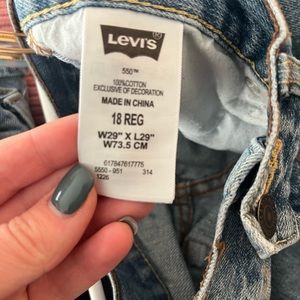 Levi's
550™
100%COTTON
EXCLUSIVE OF DECORATION
MADE IN CHINA
18 REG
W29" X L29"
W73.5 CM
617847617775
5550 - 951 314
1226